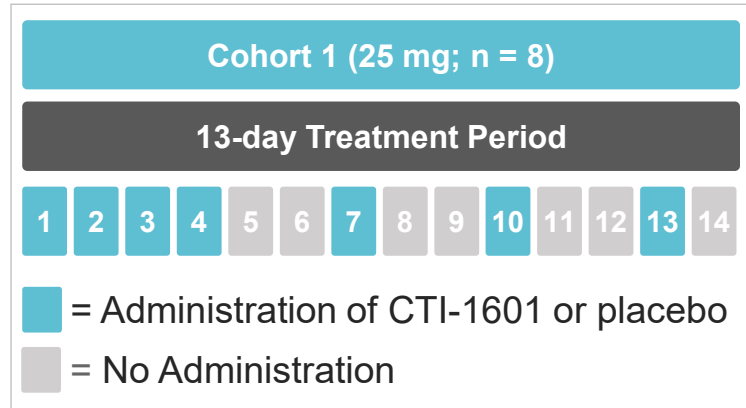 Cohort 1 (25 mg; n = 8)
13-day Treatment Period
1 2 3 4 5 6 7 8 9 10 11 12 13 14
= Administration of CTI-1601 or placebo
= No Administration